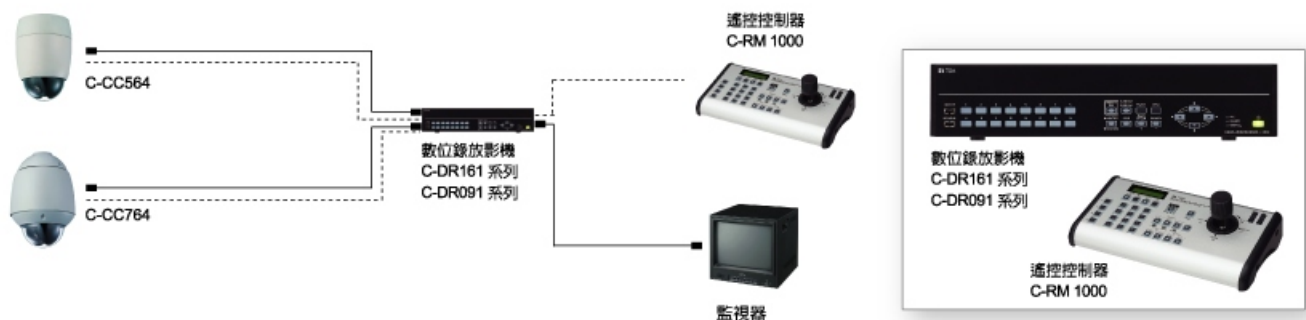 C-CC564
C-CC764
數位錄放影機
C-DR161 系列
C-DR091 系列
遙控控制器
C-RM 1000
監視器
TOA
數位錄放影機
C-DR161 系列
C-DR091 系列
遙控控制器
C-RM 1000